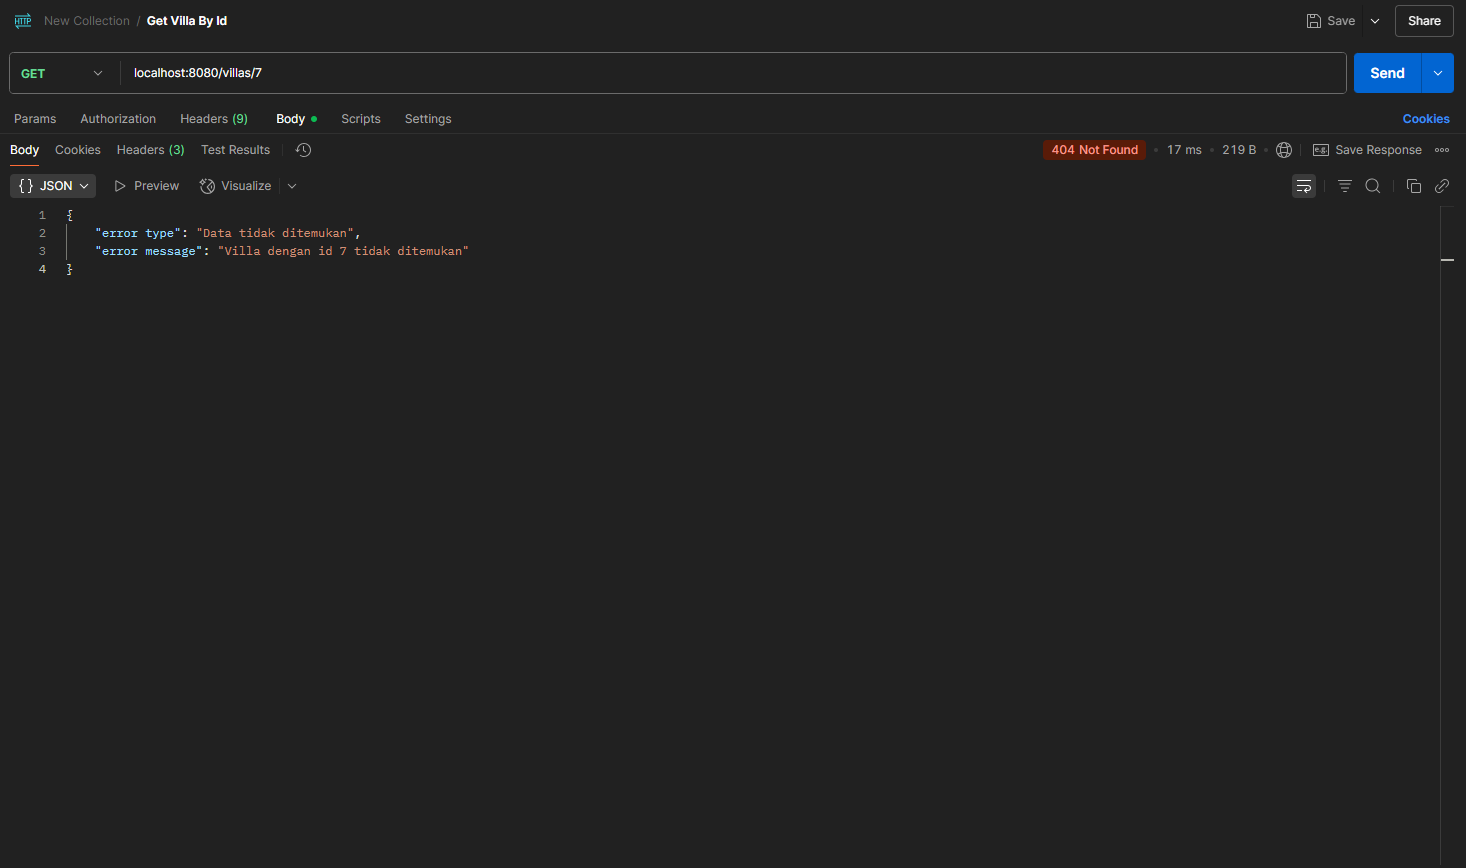 HTTP New Collection / Get Villa By Id Save Share
GET localhost:8080/villas/7 Send
Params Authorization Headers (9) Body Scripts Settings Cookies
Body Cookies Headers (3) Test Results 404 Not Found 17 ms 219 B e.g. Save Response
{} JSON Preview Visualize
1 {
2 "error type": "Data tidak ditemukan",
3 "error message": "Villa dengan id 7 tidak ditemukan"
4 }